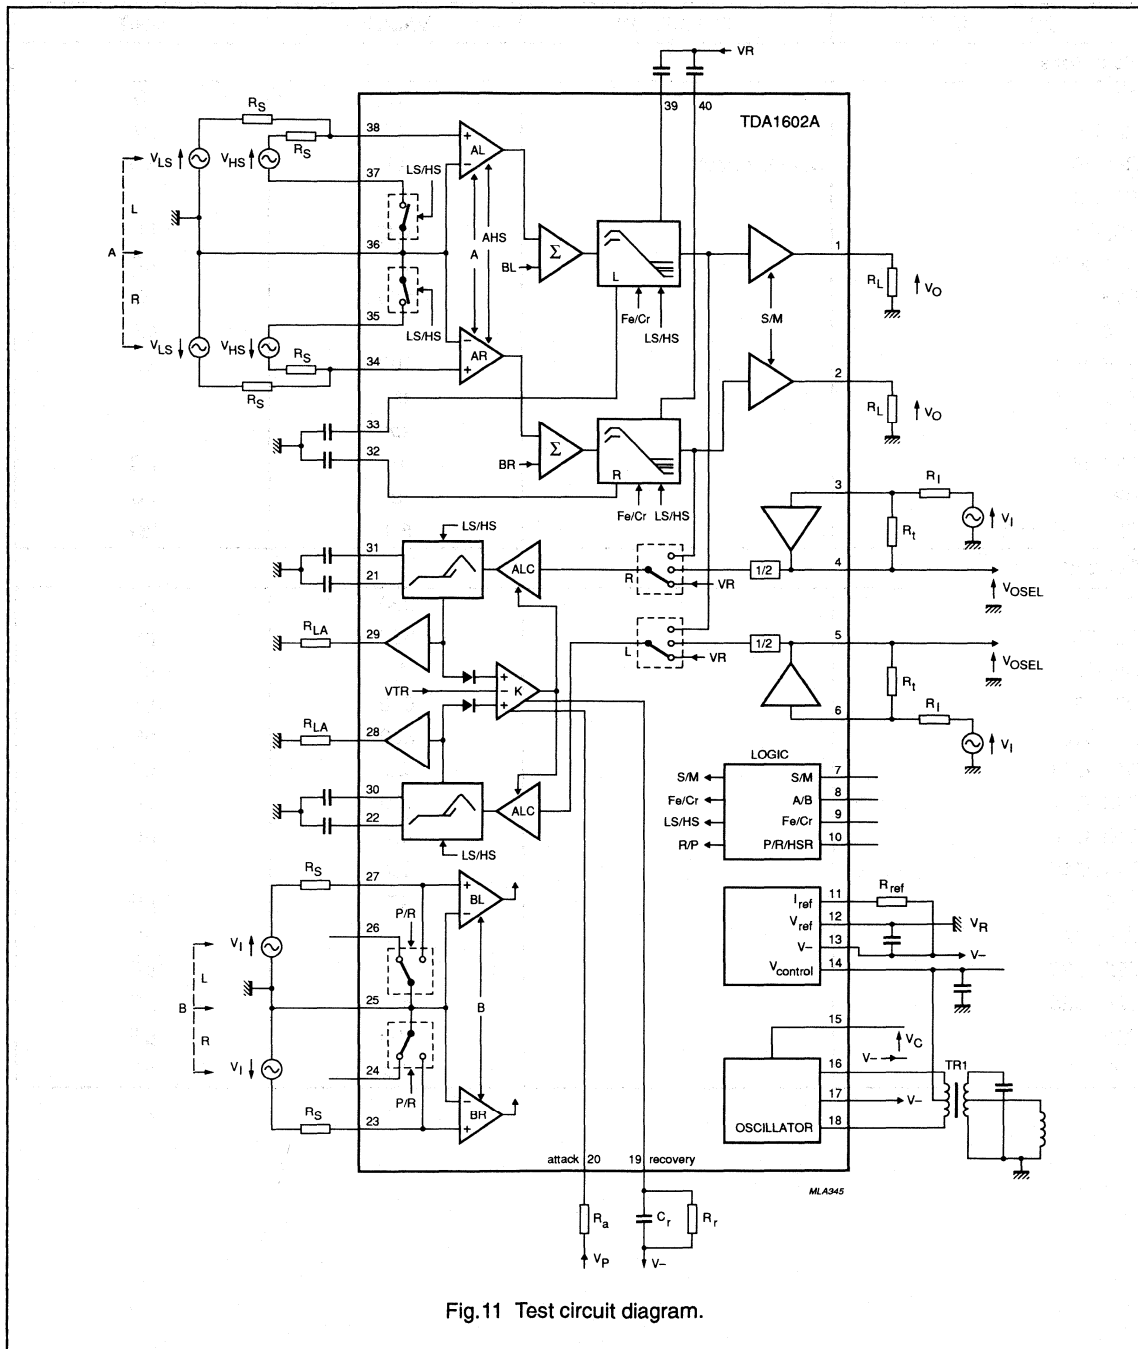 VR
39 40
TDA1602A
RS
38
RS
VLS VHS
37
LS/HS
L
A
36
R
LS/HS
35
VLS VHS
RS
34
RS
AL
+
−
A
AHS
−
AR
+
BL
Σ
L
Fe/Cr
LS/HS
1
RL
VO
S/M
2
RL
VO
33
32
BR
Σ
R
Fe/Cr LS/HS
3
RI
VI
Rt
4
1/2
VOSEL
LS/HS
31
21
ALC
R
VR
RLA
29
L
VR
1/2
5
VOSEL
Rt
RI
6
VI
VTR
+
−
K
+
RLA
28
30
22
ALC
LS/HS
LOGIC
S/M S/M 7
Fe/Cr A/B 8
LS/HS Fe/Cr 9
R/P P/R/HSR 10
RS
27
+
BL
−
P/R
26
VI
L
B
25
R
B
VI
24
P/R
−
BR
+
RS
23
Iref 11 Rref
Vref 12 VR
V− 13 V−
Vcontrol 14
15
VC
V−
16
TR1
17 V−
OSCILLATOR 18
attack 20 19 recovery
MLA345
Ra
Cr
Rr
VP
V−
Fig.11 Test circuit diagram.